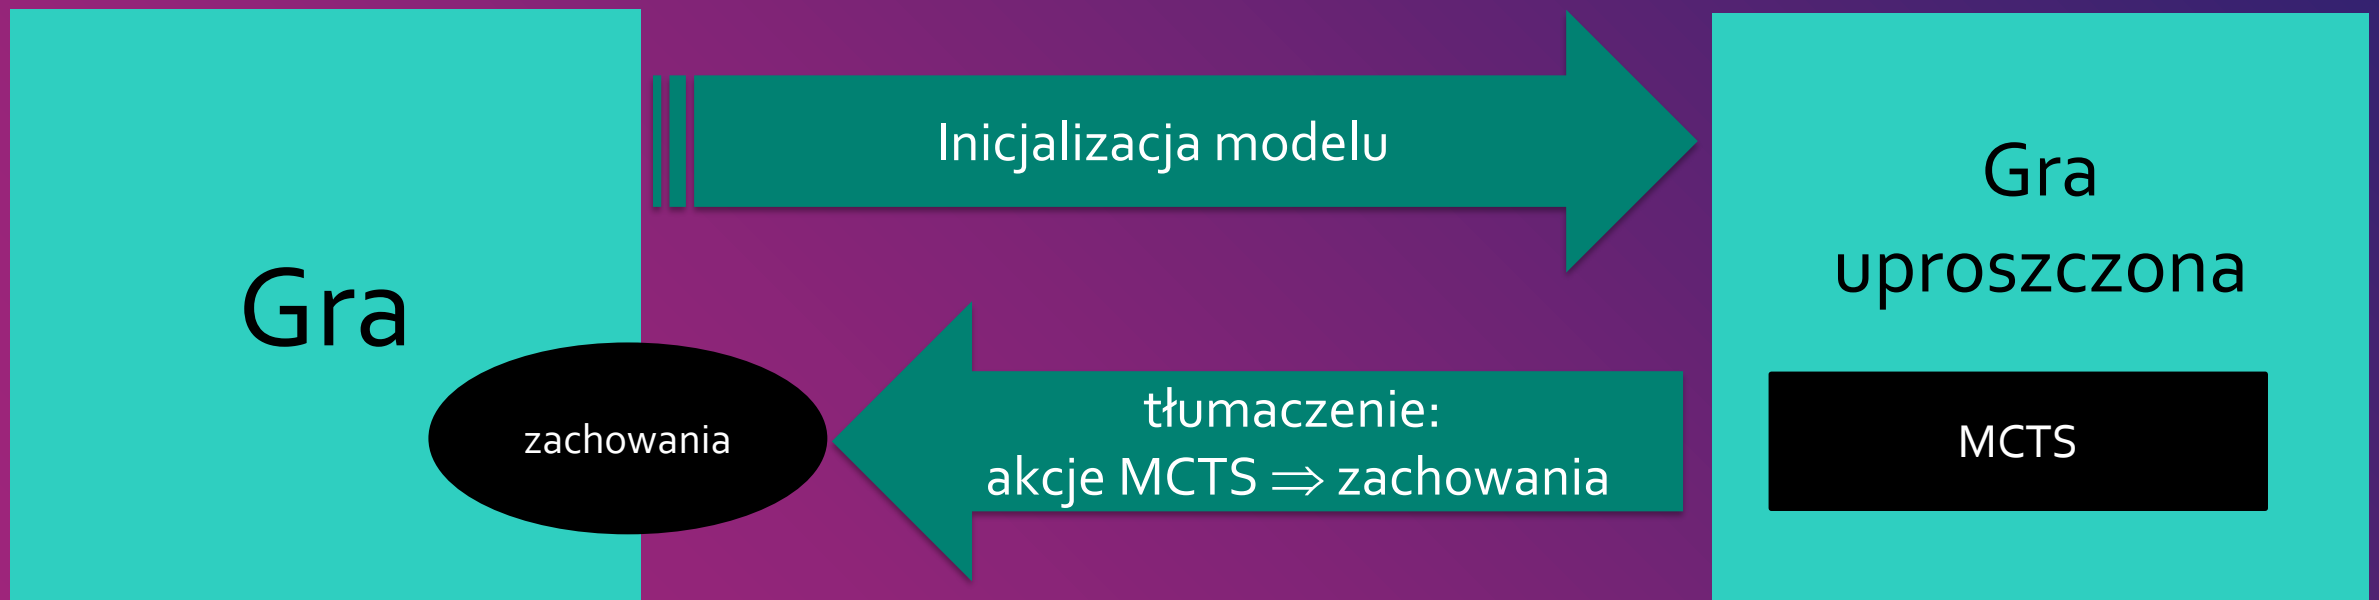 Gra
zachowania
Inicjalizacja modelu
tłumaczenie:
akcje MCTS ⇒ zachowania
Gra
uproszczona
MCTS